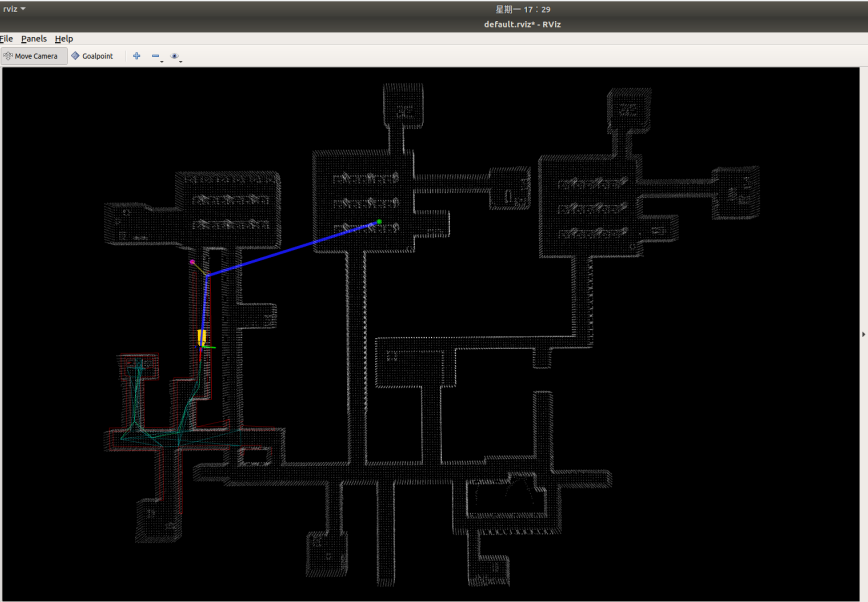 rviz
星期一 17：29
default.rviz* - RViz
File Panels Help
Move Camera Goalpoint